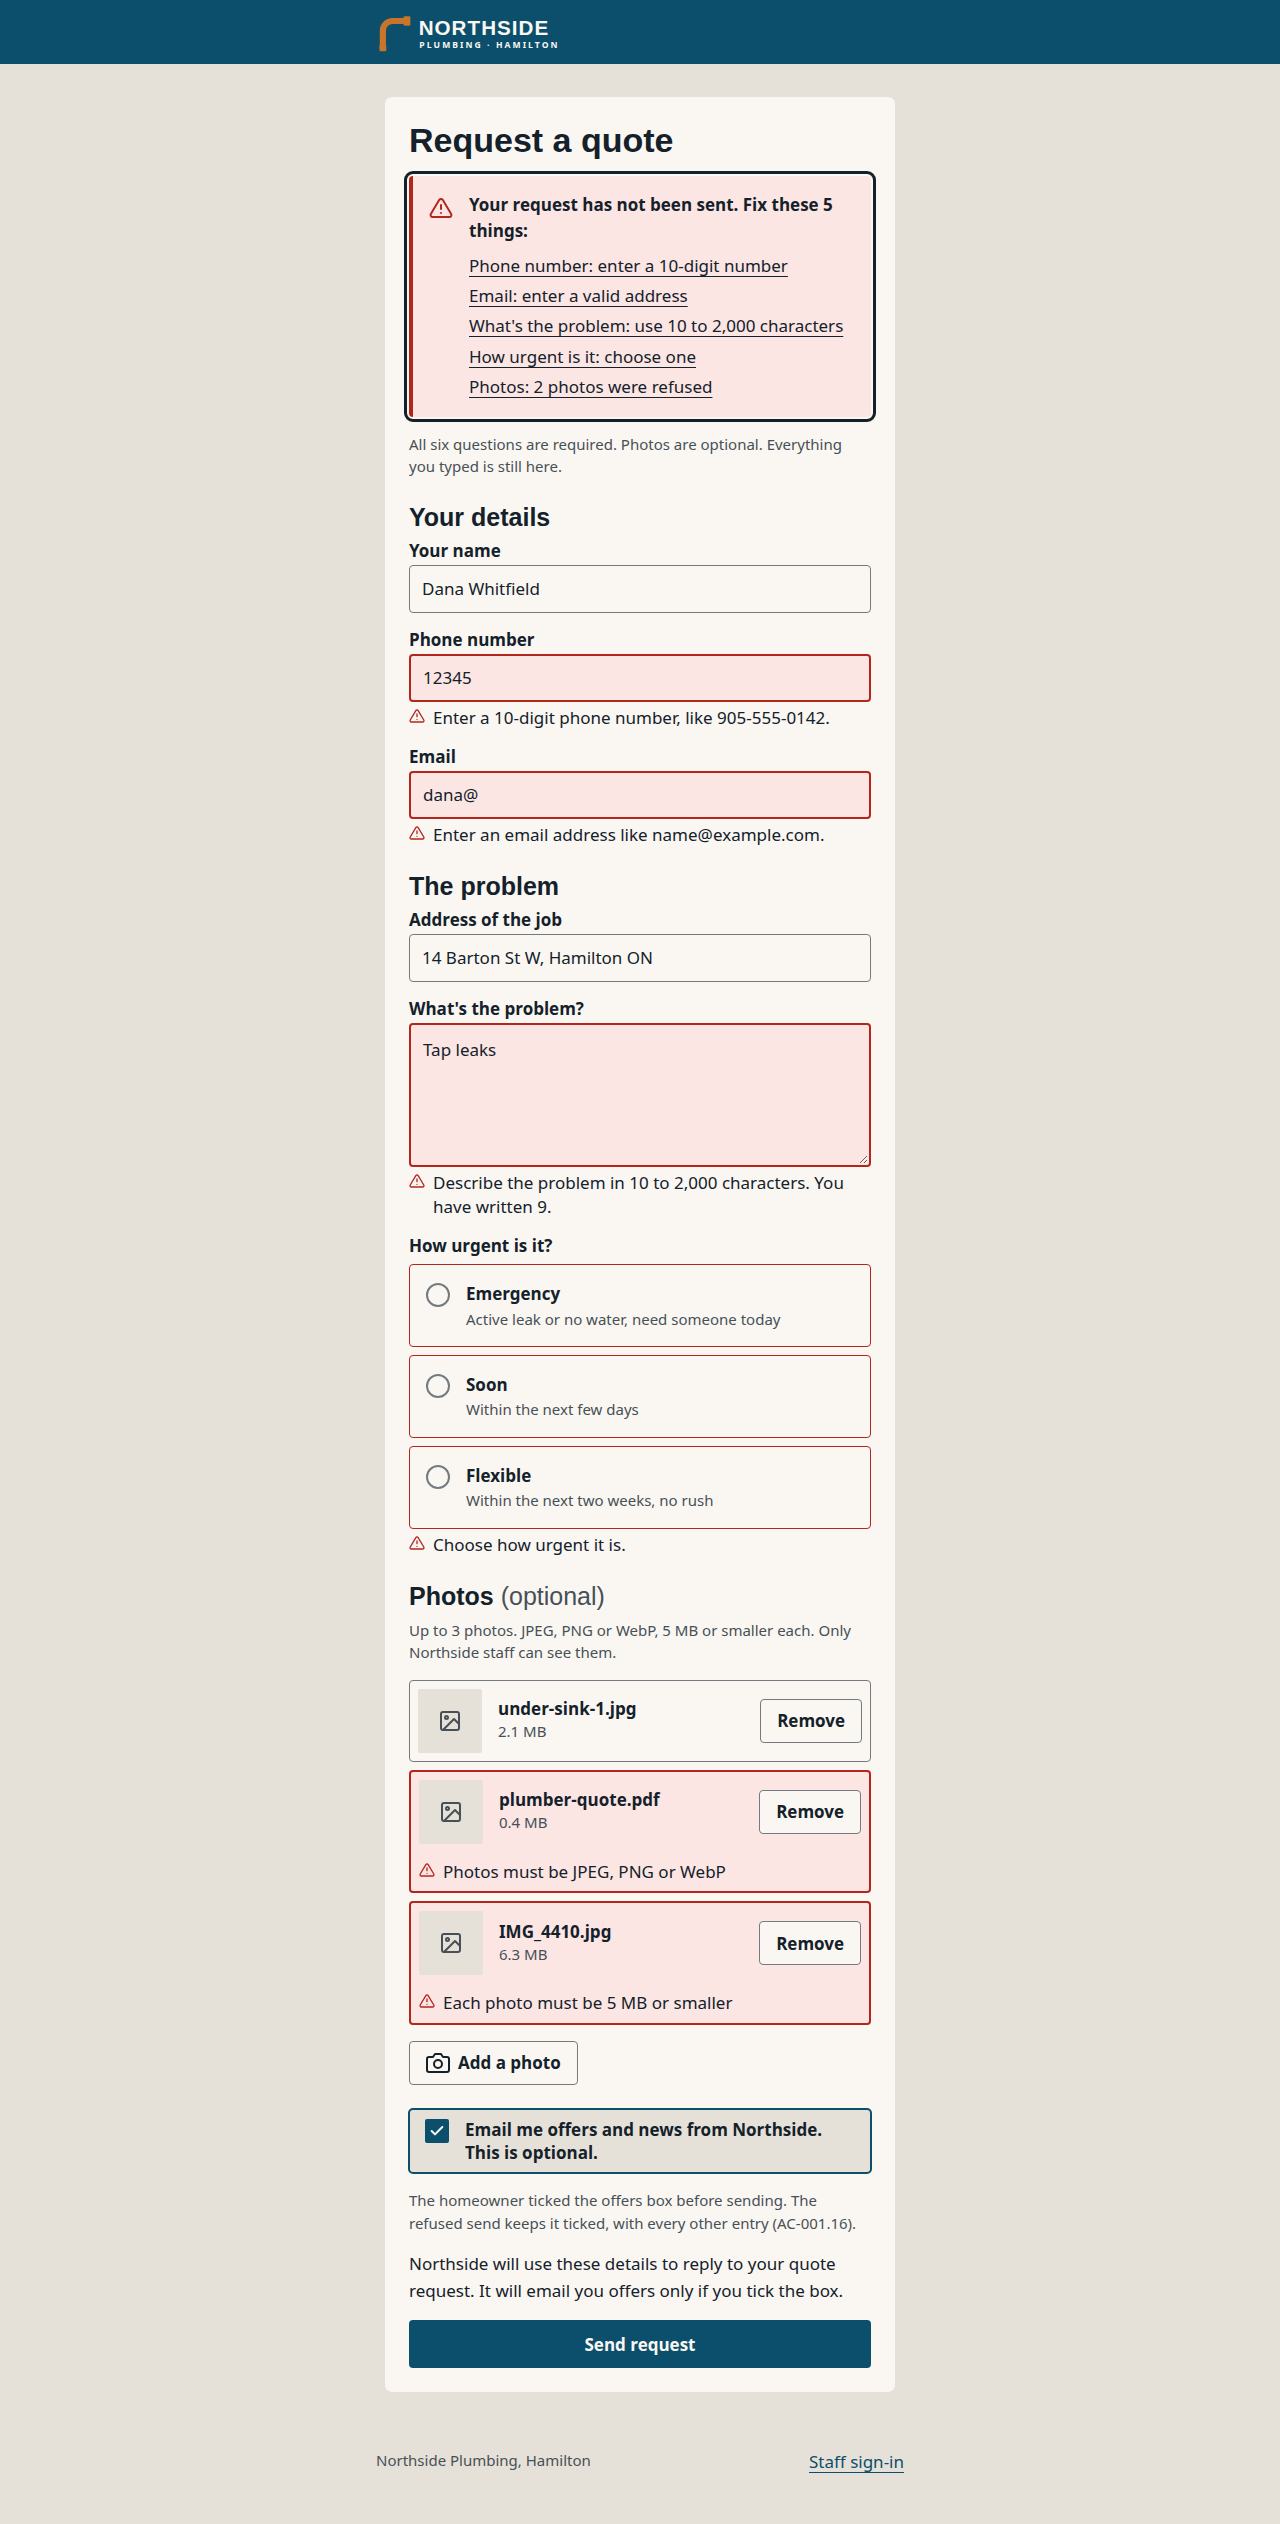 NORTHSIDE
PLUMBING · HAMILTON
Request a quote
Your request has not been sent. Fix these 5
things:
Phone number: enter a 10-digit number
Email: enter a valid address
What's the problem: use 10 to 2,000 characters
How urgent is it: choose one
Photos: 2 photos were refused
All six questions are required. Photos are optional. Everything
you typed is still here.
Your details
Your name
Dana Whitfield
Phone number
12345
Enter a 10-digit phone number, like 905-555-0142.
Email
dana@
Enter an email address like name@example.com.
The problem
Address of the job
14 Barton St W, Hamilton ON
What's the problem?
Tap leaks
Describe the problem in 10 to 2,000 characters. You
have written 9.
How urgent is it?
Emergency
Active leak or no water, need someone today
Soon
Within the next few days
Flexible
Within the next two weeks, no rush
Choose how urgent it is.
Photos (optional)
Up to 3 photos. JPEG, PNG or WebP, 5 MB or smaller each. Only
Northside staff can see them.
under-sink-1.jpg
2.1 MB
Remove
plumber-quote.pdf
0.4 MB
Remove
Photos must be JPEG, PNG or WebP
IMG_4410.jpg
6.3 MB
Remove
Each photo must be 5 MB or smaller
Add a photo
Email me offers and news from Northside.
This is optional.
The homeowner ticked the offers box before sending. The
refused send keeps it ticked, with every other entry (AC-001.16).
Northside will use these details to reply to your quote
request. It will email you offers only if you tick the box.
Send request
Northside Plumbing, Hamilton
Staff sign-in